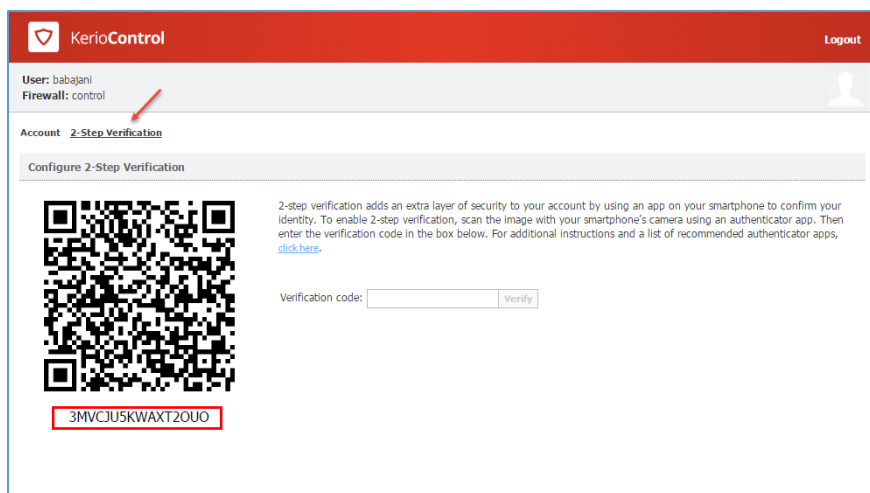 KerioControl
Logout
User: babajani
Firewall: control
Account 2-Step Verification
Configure 2-Step Verification
2-step verification adds an extra layer of security to your account by using an app on your smartphone to confirm your
identity. To enable 2-step verification, scan the image with your smartphone's camera using an authenticator app. Then
enter the verification code in the box below. For additional instructions and a list of recommended authenticator apps,
click here.
Verification code: Verify
3MVCJU5KWAXT2OUO